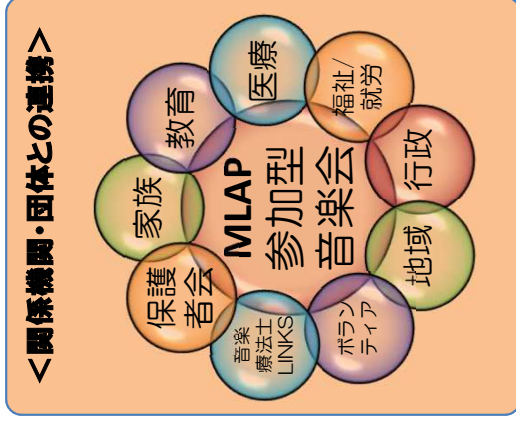 ＜関係機関・団体との連携＞
MLAP
参加型
音楽会
医療
福祉/
就労
行政
地域
ボラン
ティア
音楽
療法士
LINKS
保護
者会
家族
教育